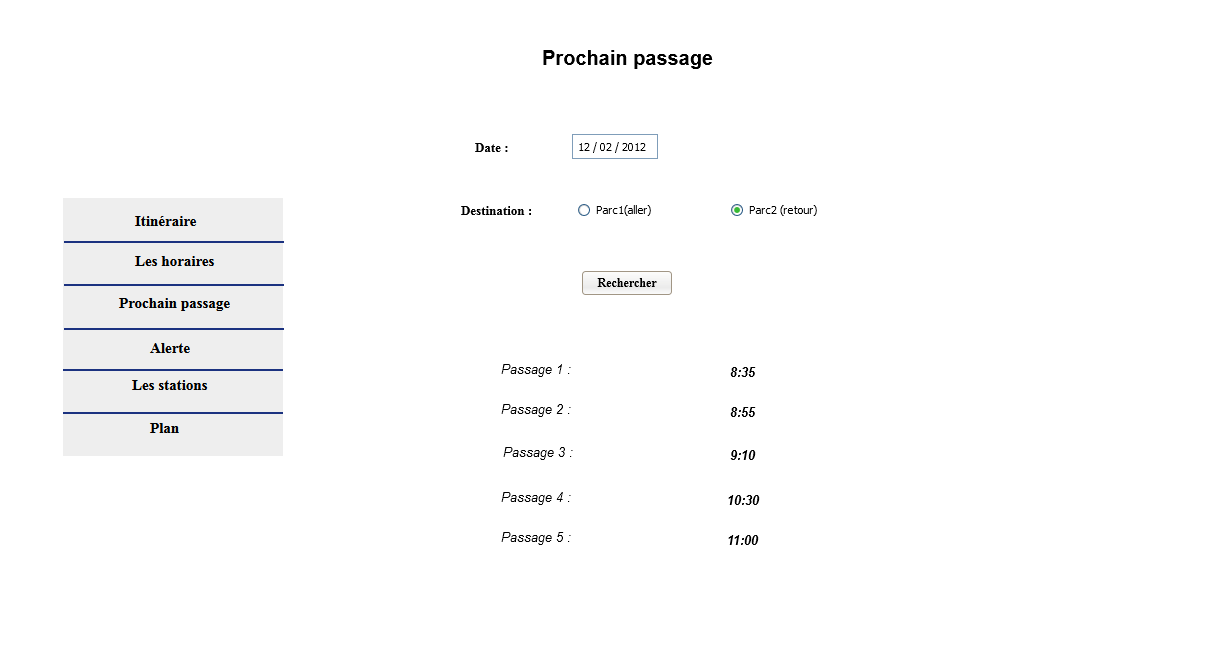 Prochain passage
Date : 12 / 02 / 2012
Destination : Parc1(aller) Parc2 (retour)
Rechercher
Itinéraire
Les horaires
Prochain passage
Alerte
Les stations
Plan
Passage 1 : 8:35
Passage 2 : 8:55
Passage 3 : 9:10
Passage 4 : 10:30
Passage 5 : 11:00